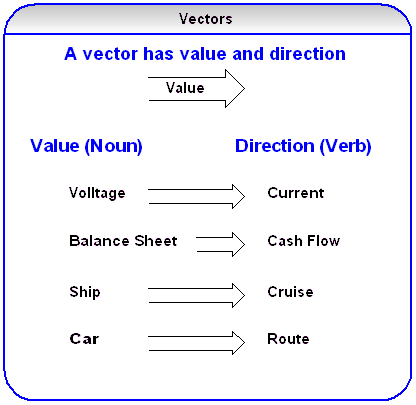 Vectors
A vector has value and direction
Value
Value (Noun) Direction (Verb)
Volltage Current
Balance Sheet Cash Flow
Ship Cruise
Car Route